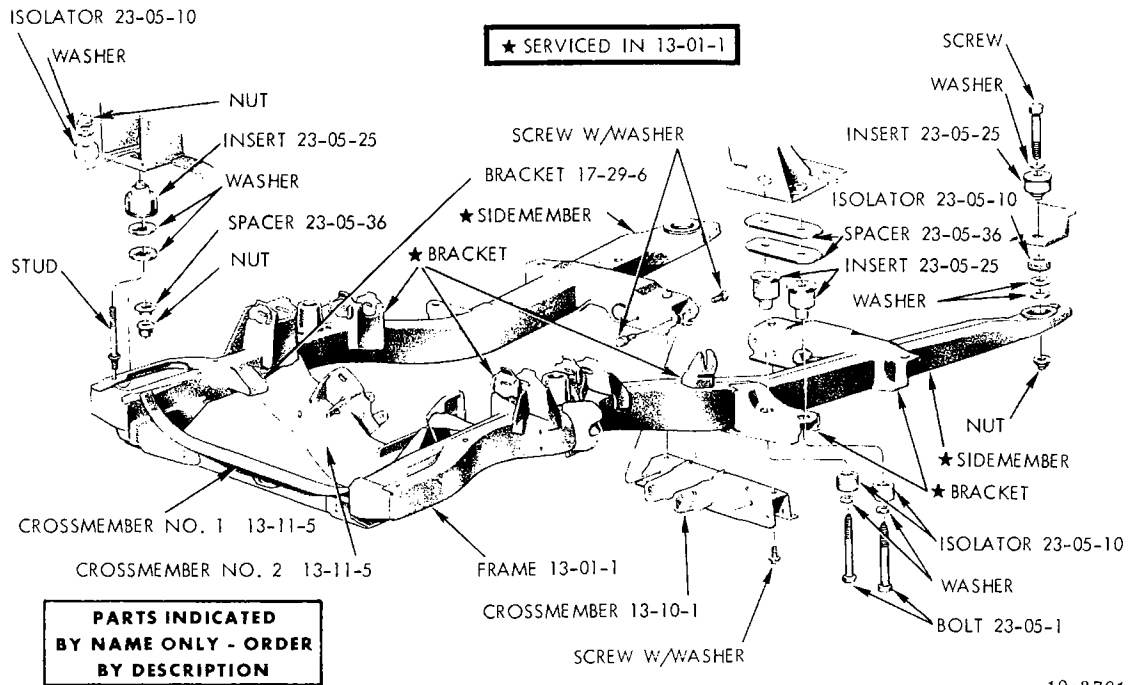 ISOLATOR 23-05-10
WASHER
NUT
INSERT 23-05-25
WASHER
SPACER 23-05-36
NUT
STUD
★ SERVICED IN 13-01-1
SCREW W/WASHER
BRACKET 17-29-6
★ SIDEMEMBER
★ BRACKET
SCREW
WASHER
INSERT 23-05-25
ISOLATOR 23-05-10
SPACER 23-05-36
INSERT 23-05-25
WASHER
NUT
★ SIDEMEMBER
★ BRACKET
ISOLATOR 23-05-10
WASHER
BOLT 23-05-1
CROSSMEMBER NO. 1 13-11-5
CROSSMEMBER NO. 2 13-11-5
FRAME 13-01-1
CROSSMEMBER 13-10-1
SCREW W/WASHER
PARTS INDICATED
BY NAME ONLY - ORDER
BY DESCRIPTION